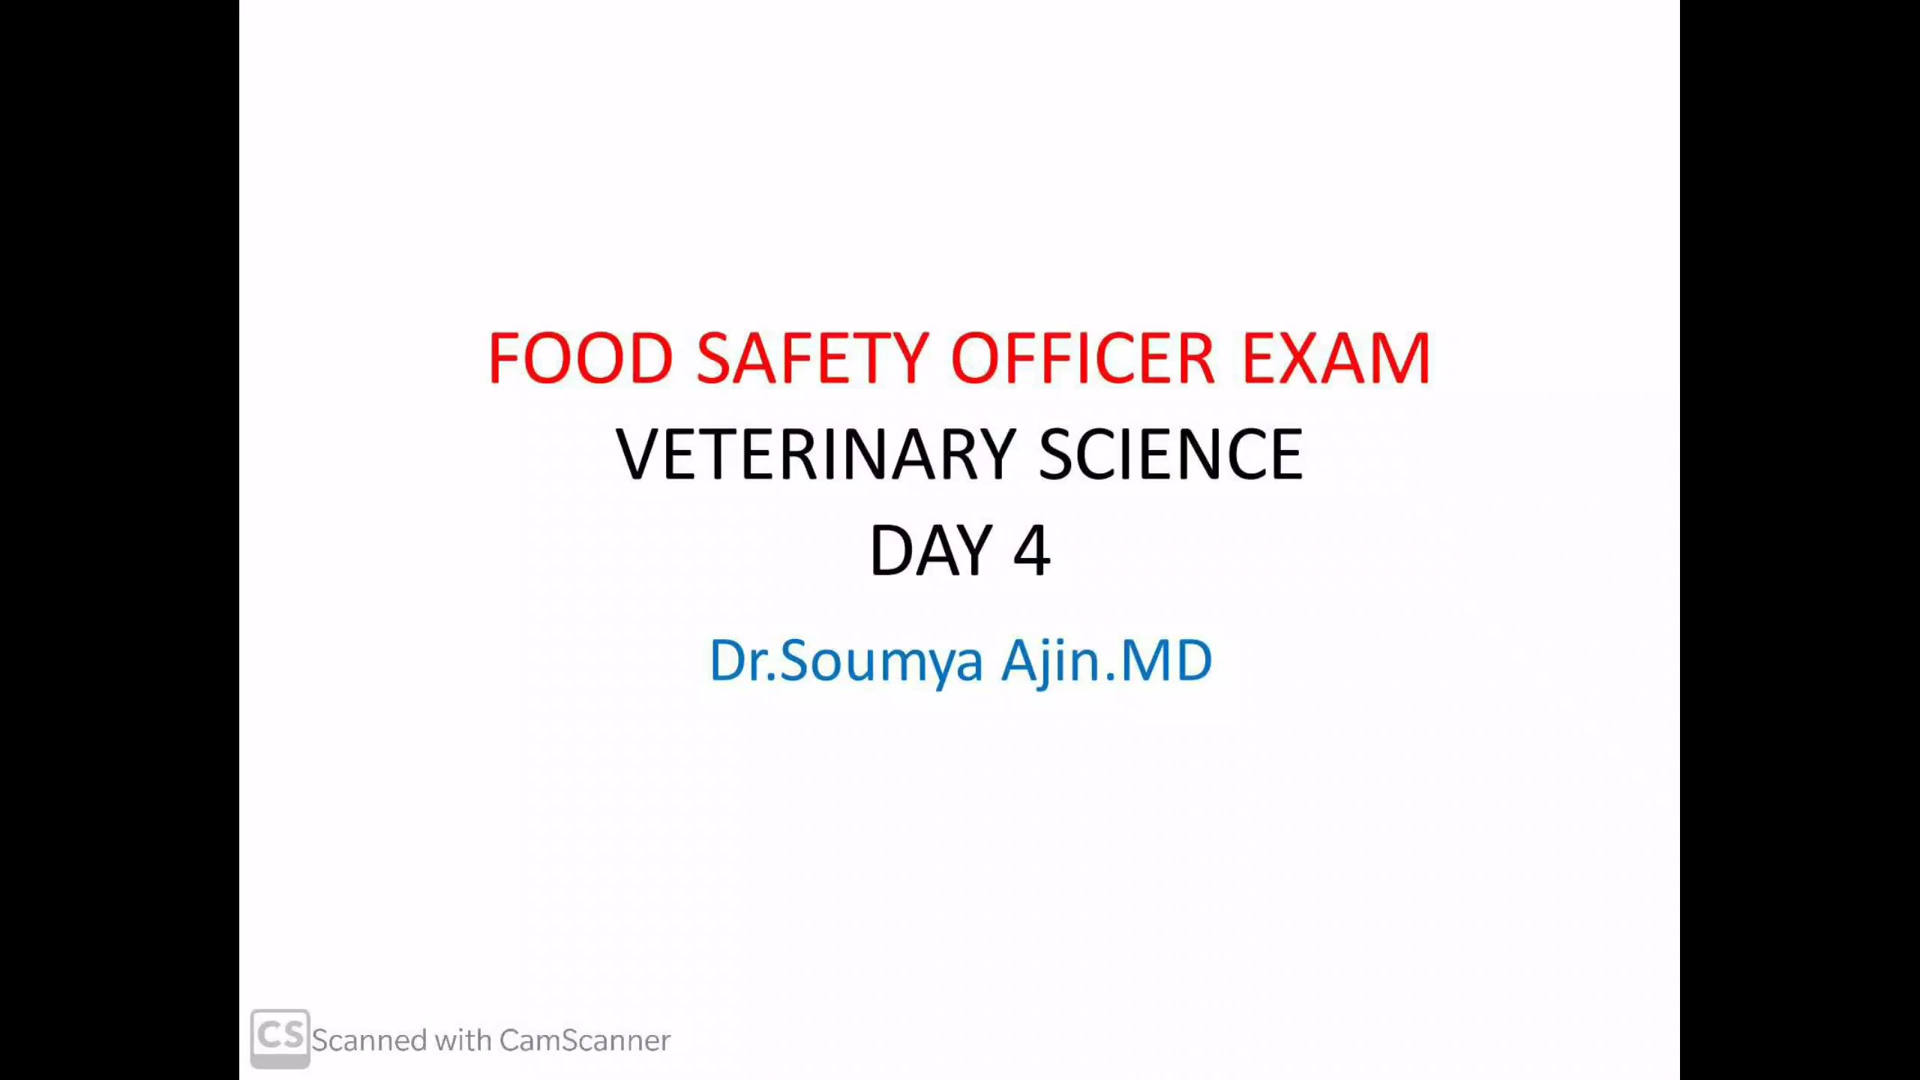 FOOD SAFETY OFFICER EXAM
VETERINARY SCIENCE
DAY 4
Dr.Soumya Ajin.MD
CS Scanned with CamScanner